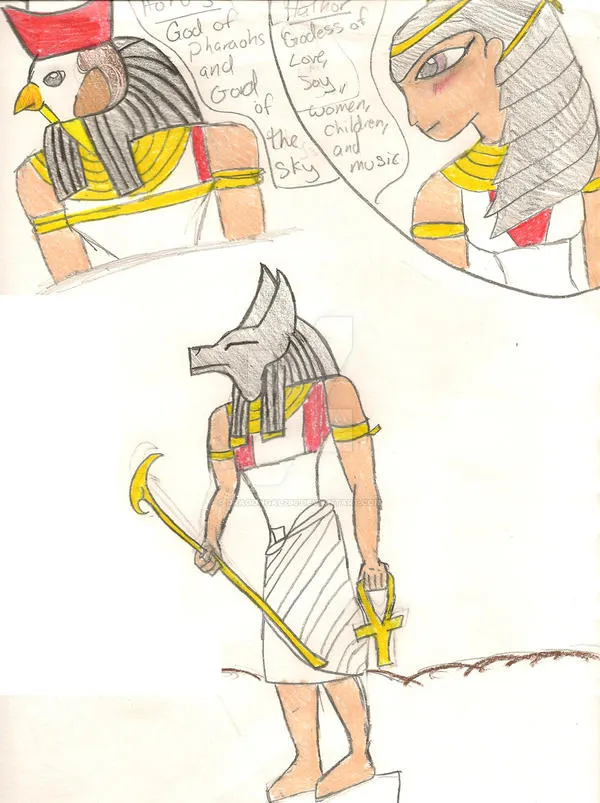 Horus
God of
pharaohs
and
God
of
the
sky
Hathor
Godess of
Love,
Joy,
women,
children,
and
music